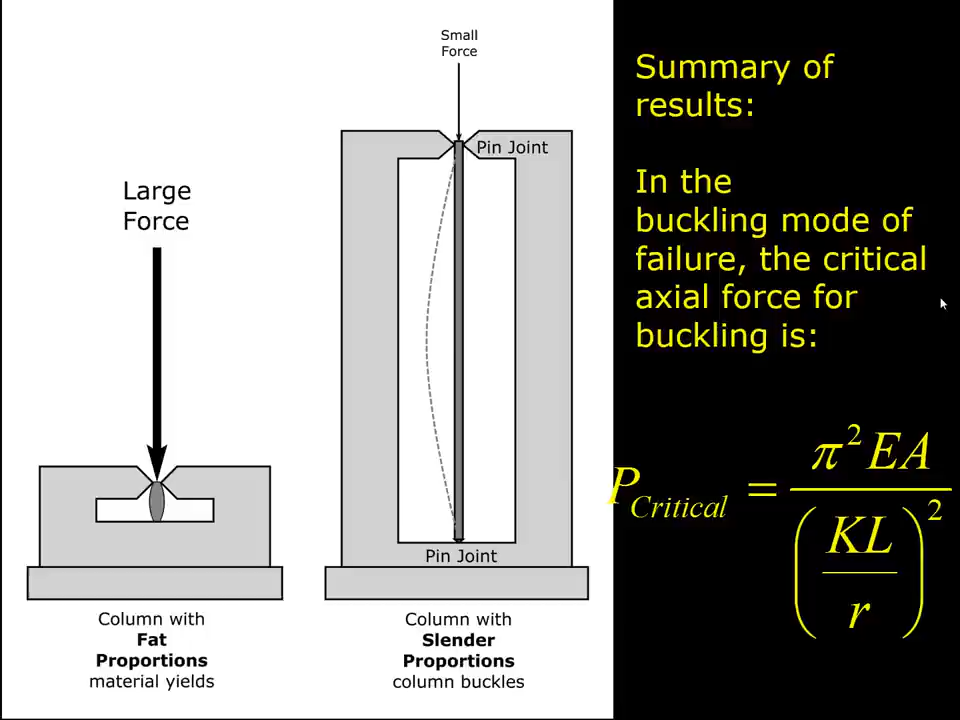 Small
Force
Pin Joint
Large
Force
Pin Joint
Column with
Fat
Proportions
material yields
Column with
Slender
Proportions
column buckles
Summary of
results:
In the
buckling mode of
failure, the critical
axial force for
buckling is:
P_Critical = π²EA / (KL / r)²